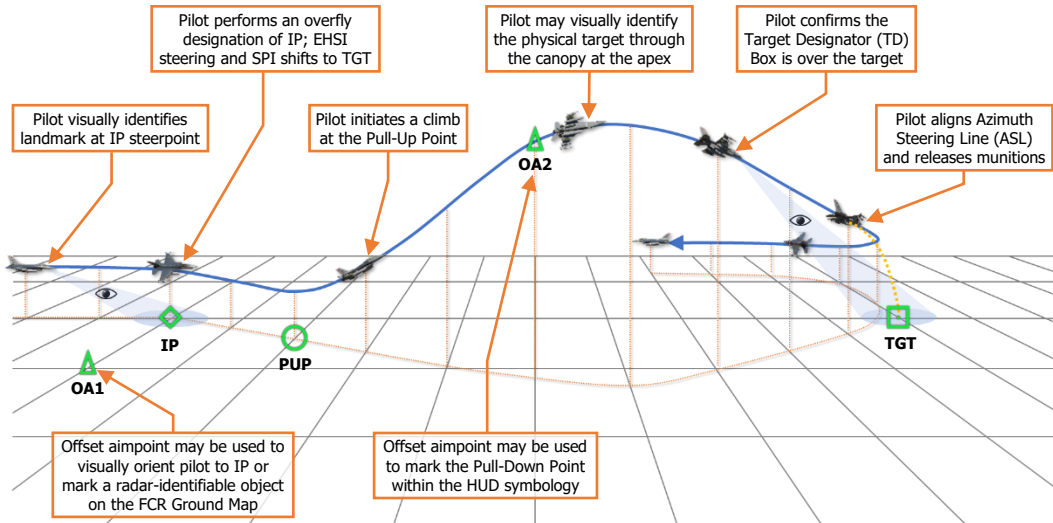 Pilot performs an overfly
designation of IP; EHSI
steering and SPI shifts to TGT
Pilot may visually identify
the physical target through
the canopy at the apex
Pilot confirms the
Target Designator (TD)
Box is over the target
Pilot visually identifies
landmark at IP steerpoint
Pilot initiates a climb
at the Pull-Up Point
Pilot aligns Azimuth
Steering Line (ASL)
and releases munitions
OA2
IP
PUP
TGT
OA1
Offset aimpoint may be used to
visually orient pilot to IP or
mark a radar-identifiable object
on the FCR Ground Map
Offset aimpoint may be used
to mark the Pull-Down Point
within the HUD symbology